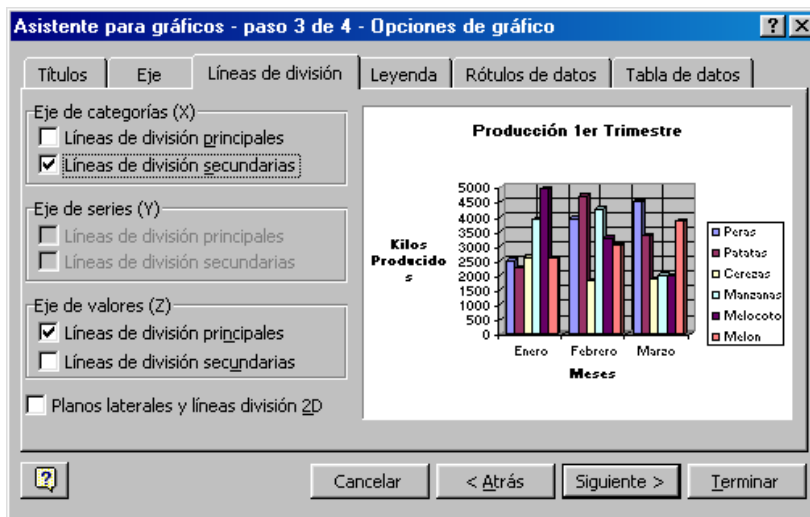 Asistente para gráficos - paso 3 de 4 - Opciones de gráfico
Títulos
Eje
Líneas de división
Leyenda
Rótulos de datos
Tabla de datos
Eje de categorías (X)
Líneas de división principales
Líneas de división secundarias
Eje de series (Y)
Líneas de división principales
Líneas de división secundarias
Eje de valores (Z)
Líneas de división principales
Líneas de división secundarias
Planos laterales y líneas división 2D
Producción 1er Trimestre
Kilos
Producido
s
5000
4500
4000
3500
3000
2500
2000
1500
1000
500
0
Enero
Febrero
Marzo
Meses
Peras
Patatas
Cerezas
Manzanas
Melocoto
Melon
Cancelar
< Atrás
Siguiente >
Terminar